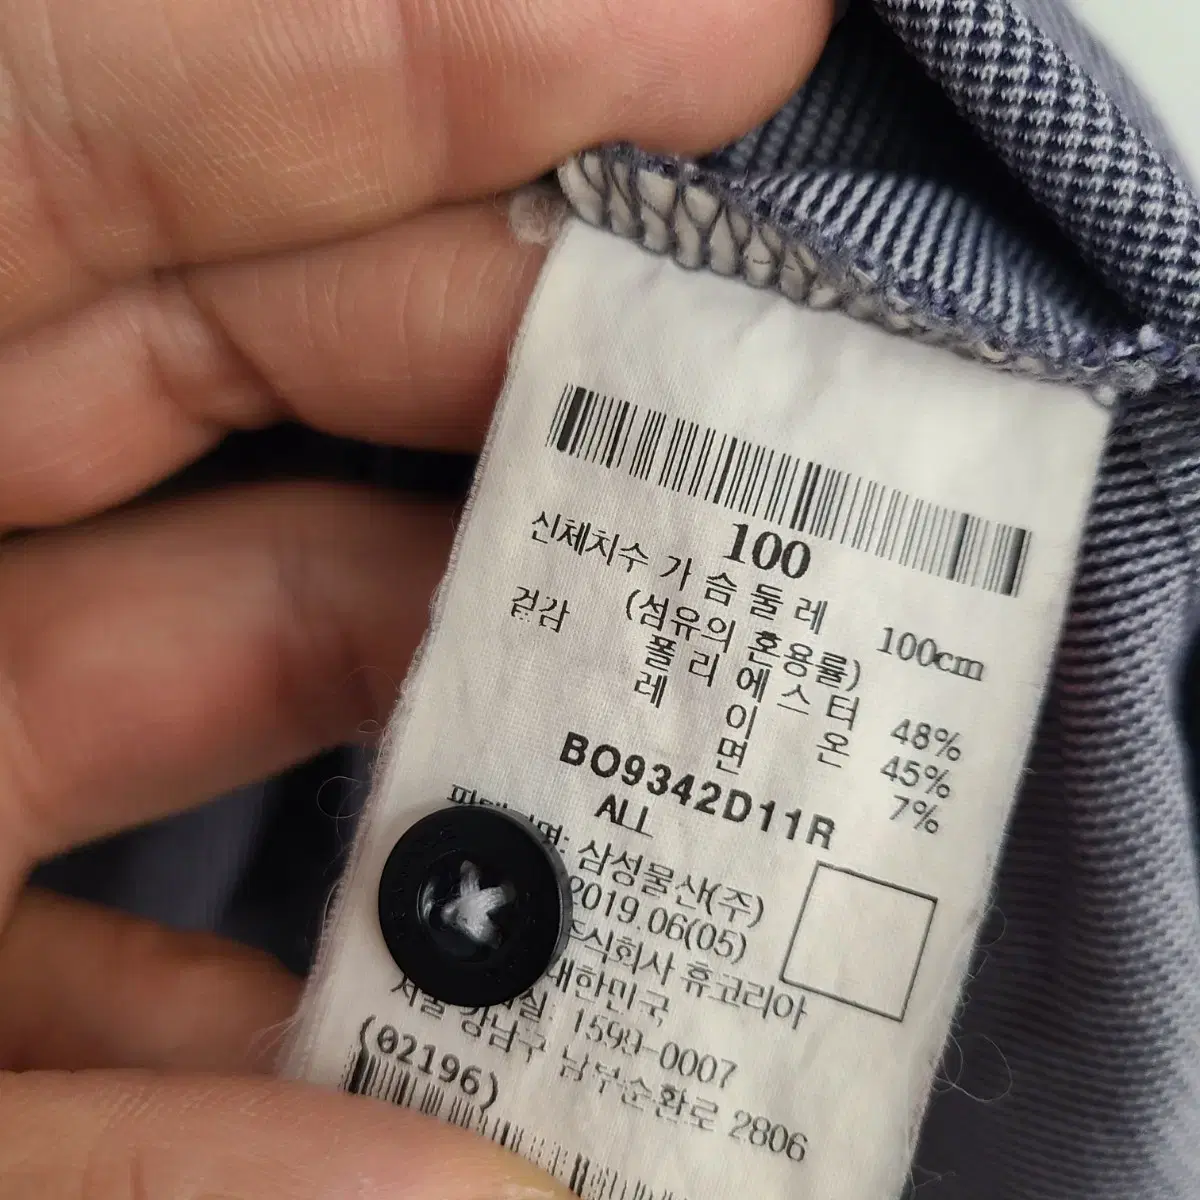 100
신체치수 가슴둘레 100cm
(섬유의 혼용률)
겉감 폴리에스터 48%
레이온 45%
면 7%
BO9342D11R
ALL
삼성물산(주)
2019.06(05)
주식회사 휴코리아
대한민국
1599-0007
서울 강남구 남부순환로 2806
(02196)